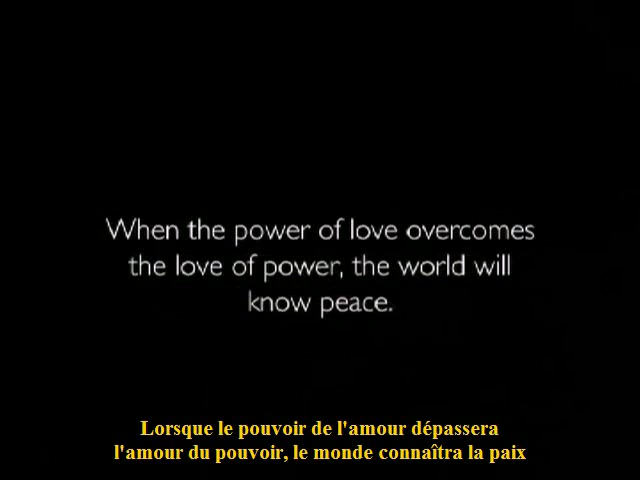 When the power of love overcomes
the love of power, the world will
know peace.
Lorsque le pouvoir de l'amour dépassera
l'amour du pouvoir, le monde connaîtra la paix